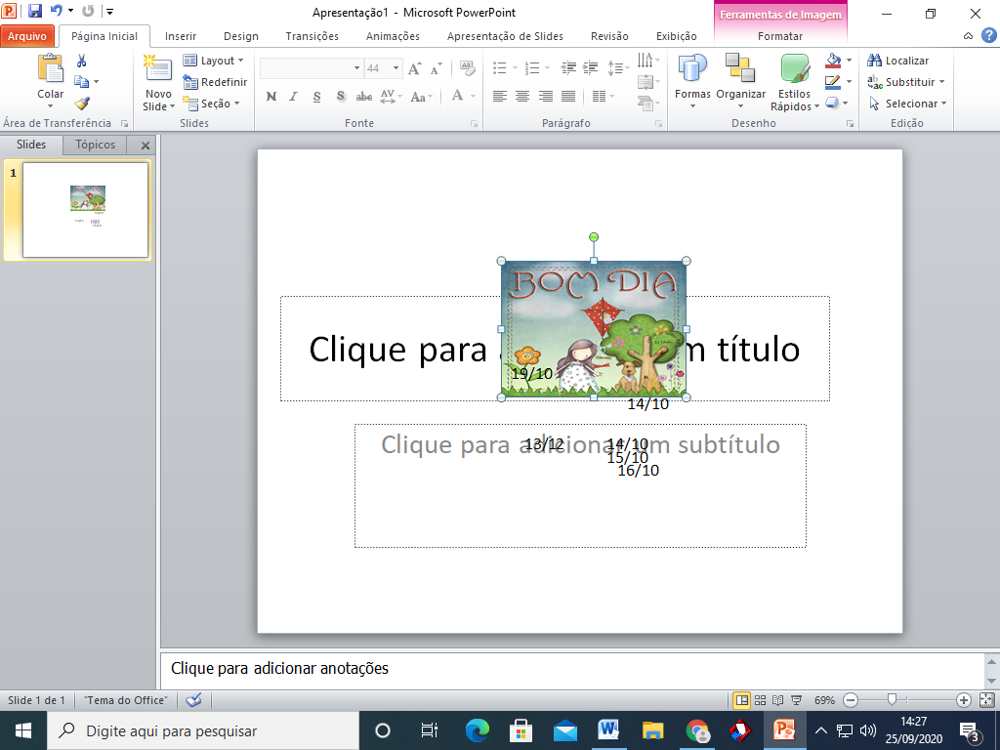 Apresentação1 - Microsoft PowerPoint
Ferramentas de Imagem
Arquivo
Página Inicial
Inserir
Design
Transições
Animações
Apresentação de Slides
Revisão
Exibição
Formatar
Colar
Novo Slide
Layout
Redefinir
Seção
44
N I S S abc AV Aa A
Formas
Organizar
Estilos Rápidos
Localizar
Substituir
Selecionar
Área de Transferência
Slides
Fonte
Parágrafo
Desenho
Edição
Slides
Tópicos
1
BOM DIA
Clique para
m título
19/10
14/10
Clique para adicionar um subtítulo
13/12
14/10
15/10
16/10
Clique para adicionar anotações
Slide 1 de 1
"Tema do Office"
69%
Digite aqui para pesquisar
14:27
25/09/2020
3